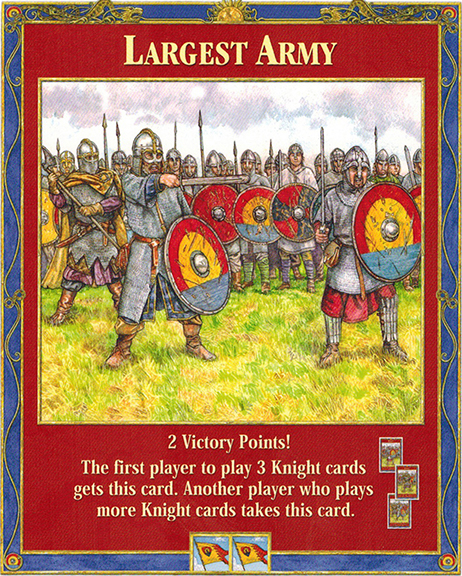 LARGEST ARMY
2 Victory Points!
The first player to play 3 Knight cards
gets this card. Another player who plays
more Knight cards takes this card.